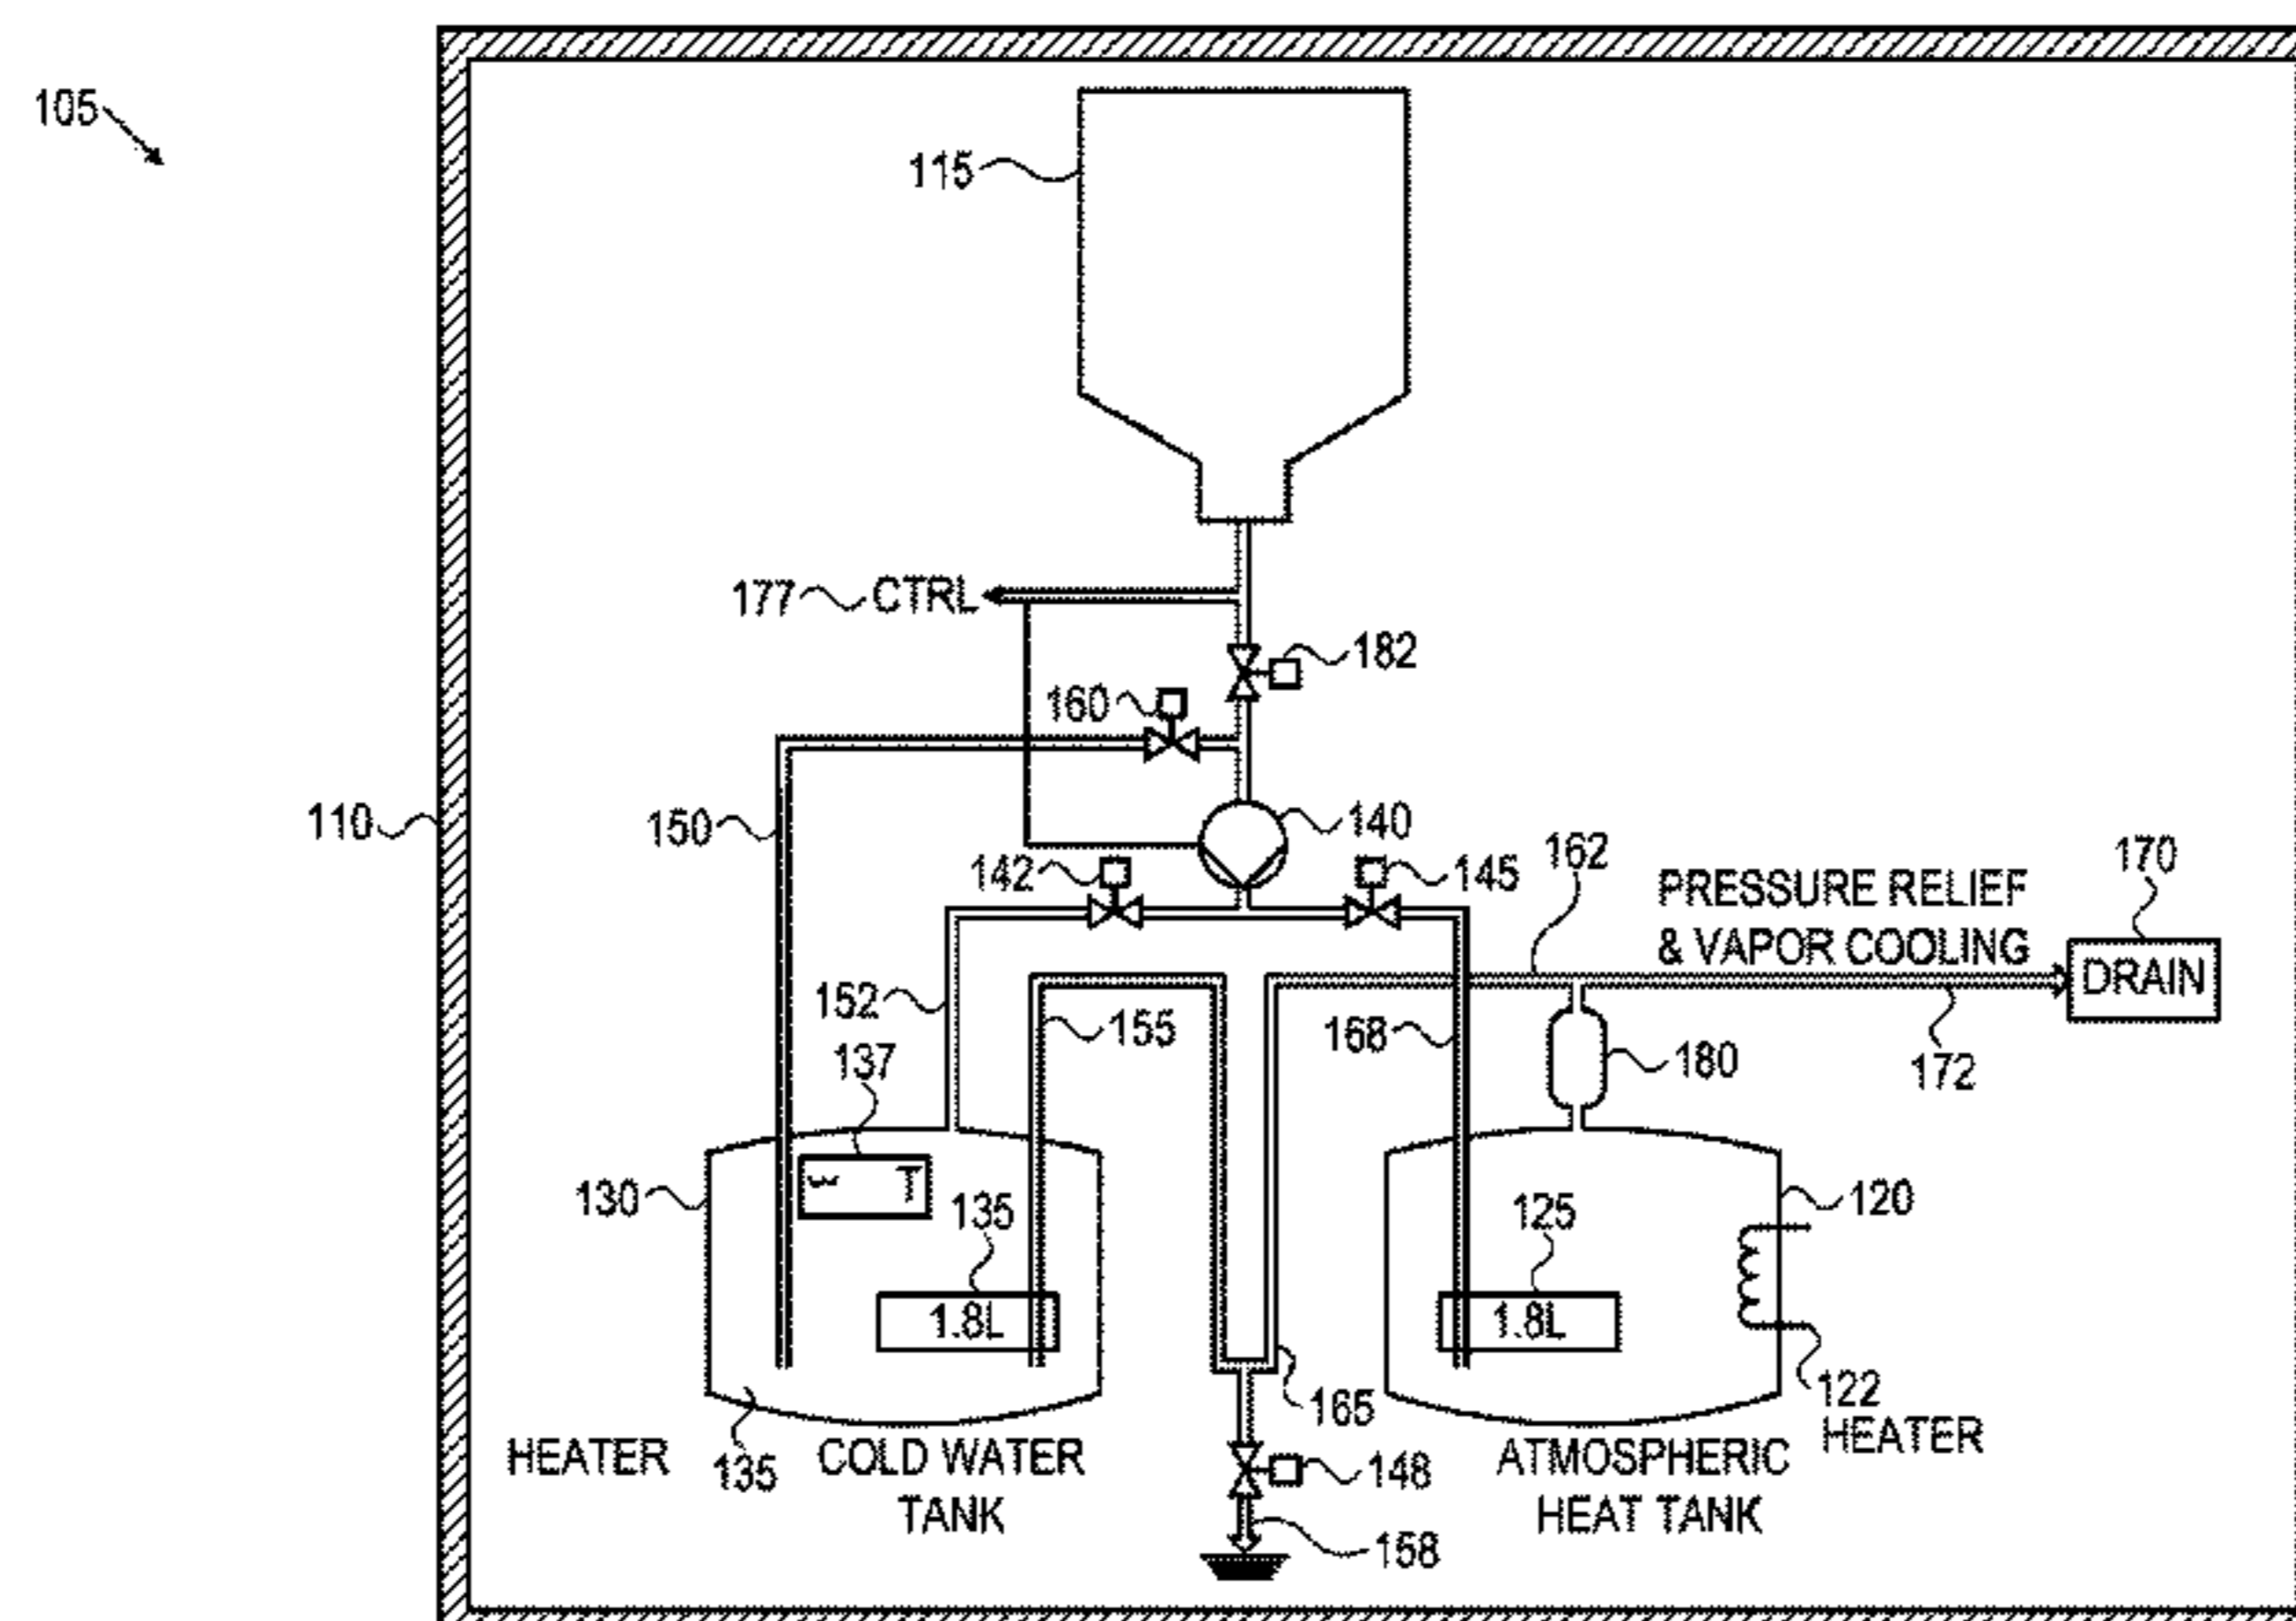 105
115
177 CTRL
182
160
110
150
140
142
145
162
PRESSURE RELIEF
& VAPOR COOLING
170
DRAIN
152
155
168
137
180
172
T
130
135
1.8L
125
1.8L
120
122
HEATER
165
HEATER
135
COLD WATER
TANK
148
ATMOSPHERIC
HEAT TANK
158